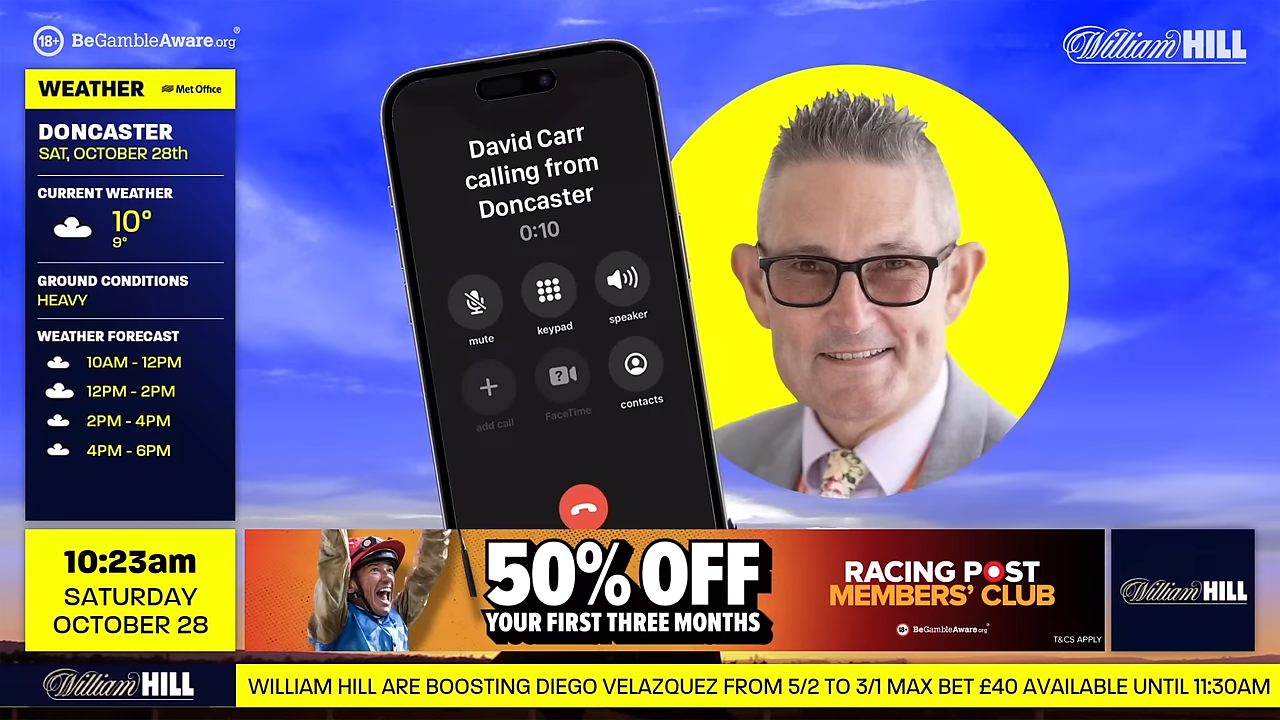 18+ BeGambleAware.org®
William HILL
WEATHER Met Office
DONCASTER
SAT, OCTOBER 28th
CURRENT WEATHER
10°
9°
GROUND CONDITIONS
HEAVY
WEATHER FORECAST
10AM - 12PM
12PM - 2PM
2PM - 4PM
4PM - 6PM
David Carr
calling from
Doncaster
0:10
mute
keypad
speaker
add call
FaceTime
contacts
10:23am
SATURDAY
OCTOBER 28
50% OFF
YOUR FIRST THREE MONTHS
RACING POST
MEMBERS' CLUB
18+ BeGambleAware.org®
T&CS APPLY
William HILL
William HILL
WILLIAM HILL ARE BOOSTING DIEGO VELAZQUEZ FROM 5/2 TO 3/1 MAX BET £40 AVAILABLE UNTIL 11:30AM